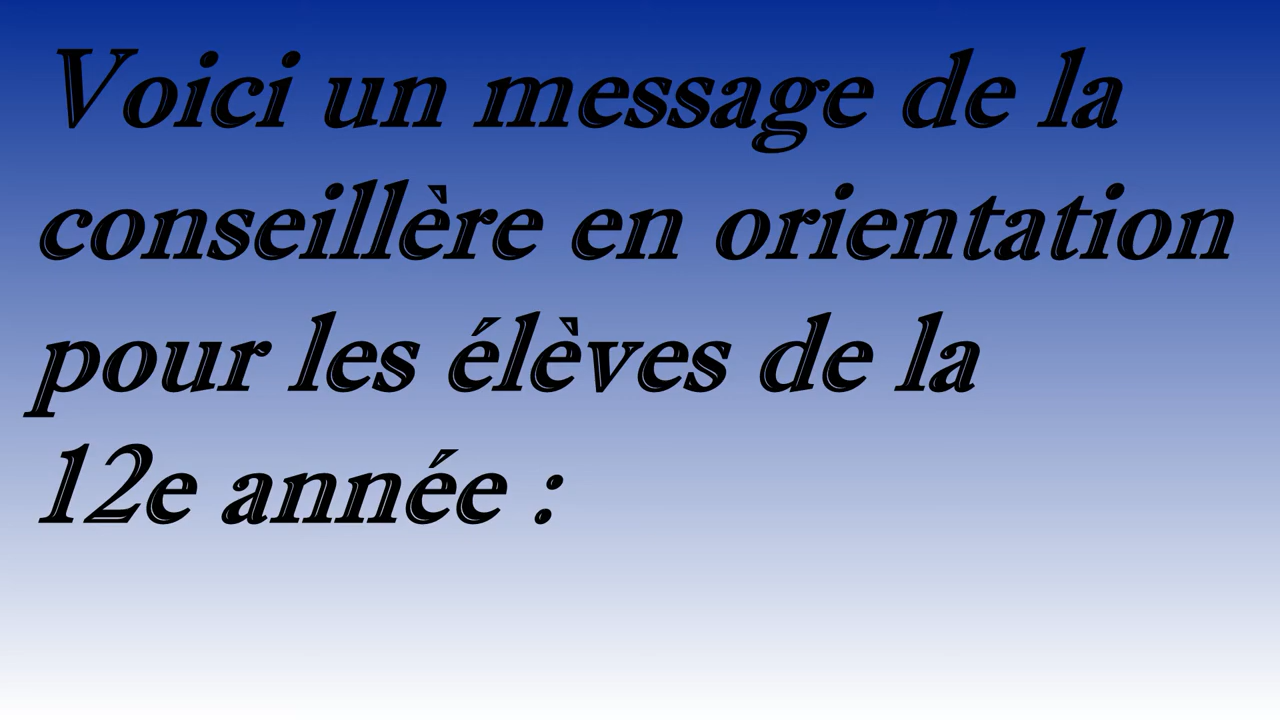 Voici un message de la
conseillère en orientation
pour les élèves de la
12e année :